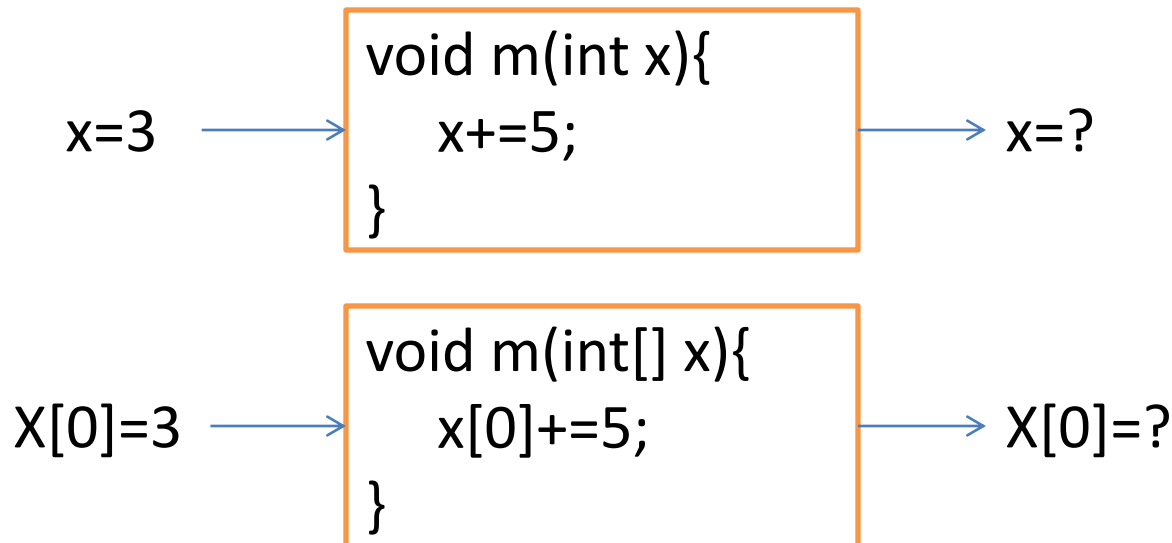 void m(int x){
x=3
x+=5;
x=?
}
void m(int[] x){
X[0]=3
x[0]+=5;
X[0]=?
}